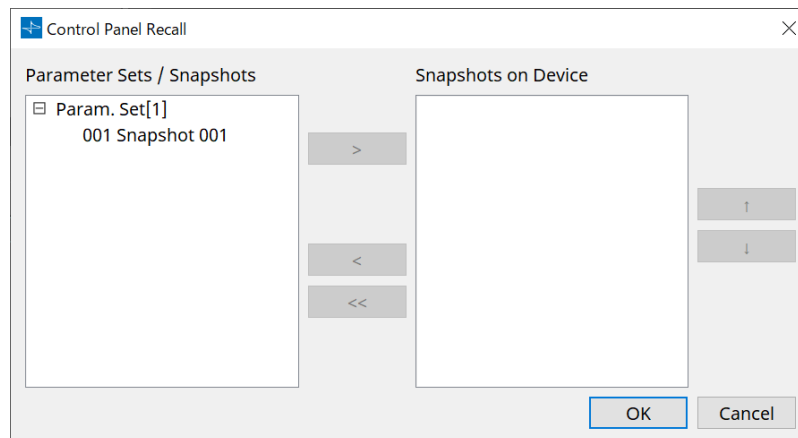 Control Panel Recall
Parameter Sets / Snapshots
Snapshots on Device
Param. Set[1]
001 Snapshot 001
>
<
<<
↑
↓
OK
Cancel